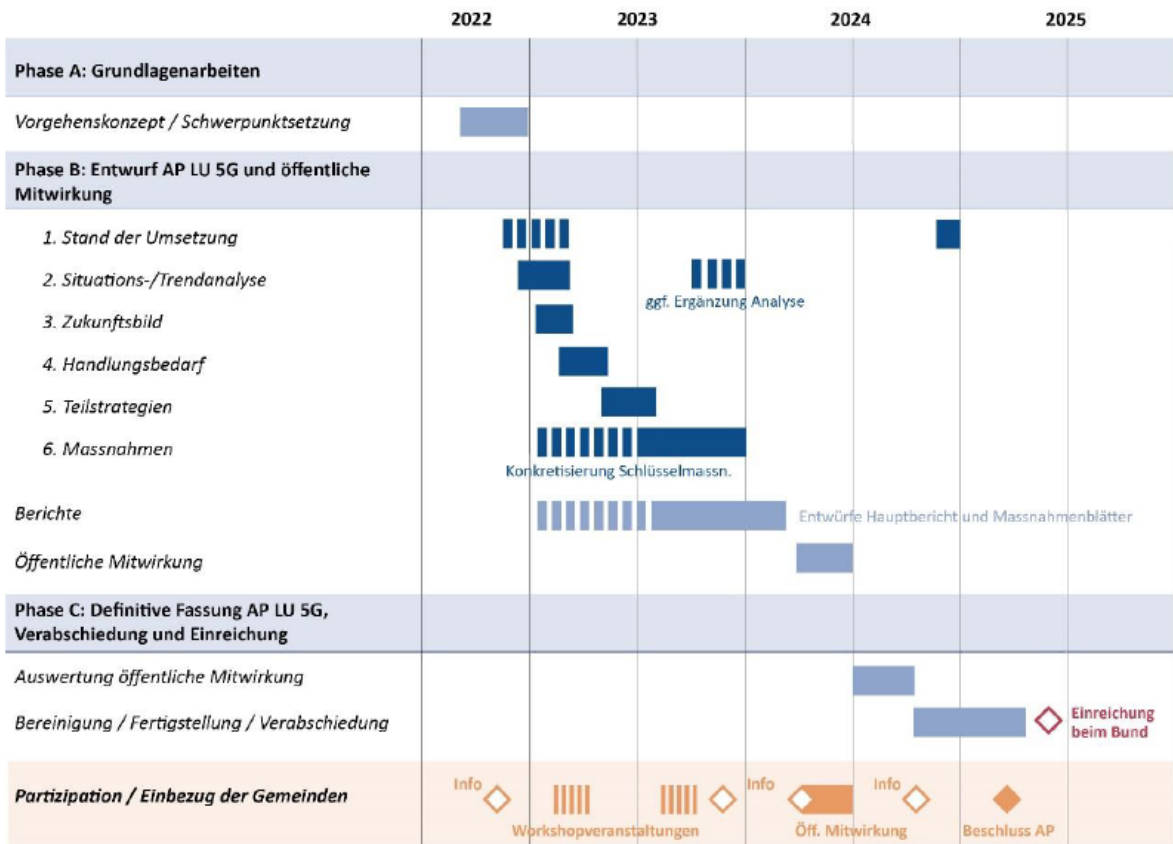 2022 2023 2024 2025
Phase A: Grundlagenarbeiten
Vorgehenskonzept / Schwerpunktsetzung
Phase B: Entwurf AP LU 5G und öffentliche
Mitwirkung
1. Stand der Umsetzung
2. Situations-/Trendanalyse
ggf. Ergänzung Analyse
3. Zukunftsbild
4. Handlungsbedarf
5. Teilstrategien
6. Massnahmen
Konkretisierung Schlüsselmassn.
Berichte
Entwürfe Hauptbericht und Massnahmenblätter
Öffentliche Mitwirkung
Phase C: Definitive Fassung AP LU 5G,
Verabschiedung und Einreichung
Auswertung öffentliche Mitwirkung
Bereinigung / Fertigstellung / Verabschiedung
Einreichung
beim Bund
Partizipation / Einbezug der Gemeinden
Info Info Info
Workshopveranstaltungen Öff. Mitwirkung Beschluss AP